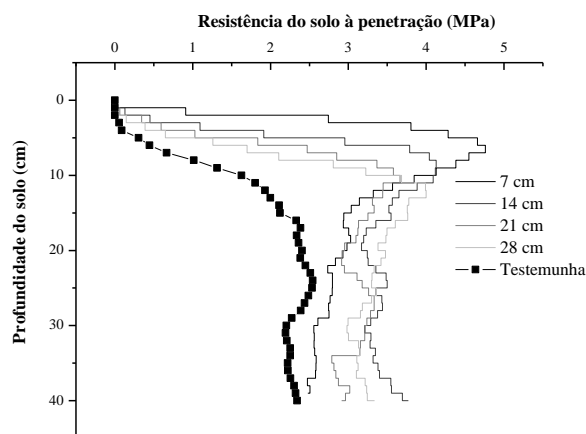 Resistência do solo à penetração (MPa)
0 1 2 3 4 5
Profundidade do solo (cm)
0
10
20
30
40
7 cm
14 cm
21 cm
28 cm
Testemunha